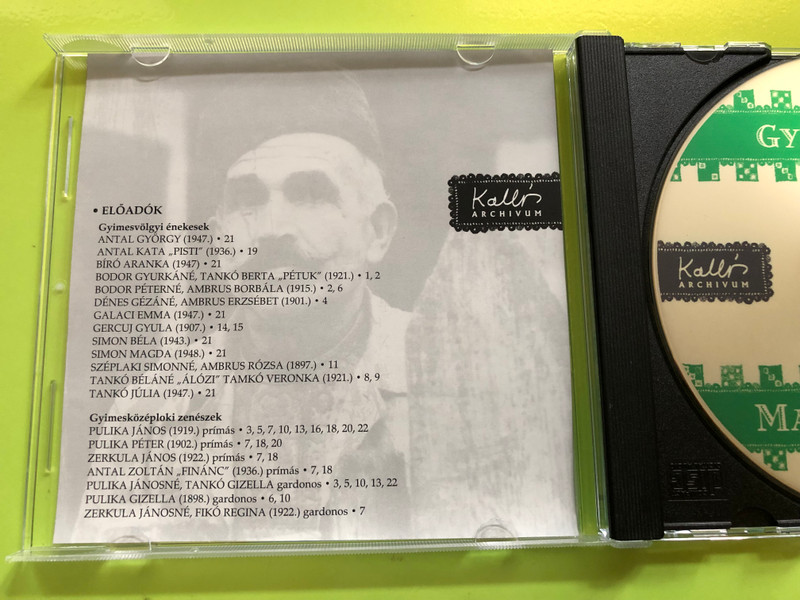 • ELŐADÓK
Gyimesvölgyi énekesek
ANTAL GYÖRGY (1947.) • 21
ANTAL KATA „PISTI" (1936.) • 19
BÍRÓ ARANKA (1947) • 21
BODOR GYURKÁNÉ, TANKÓ BERTA „PÉTUK" (1921.) • 1, 2
BODOR PÉTERNÉ, AMBRUS BORBÁLA (1915.) • 2, 6
DÉNES GÉZÁNÉ, AMBRUS ERZSÉBET (1901.) • 4
GALACI EMMA (1947.) • 21
GERCUJ GYULA (1907.) • 14, 15
SIMON BÉLA (1943.) • 21
SIMON MAGDA (1948.) • 21
SZÉPLAKI SIMONNÉ, AMBRUS RÓZSA (1897.) • 11
TANKÓ BÉLÁNÉ „ÁLÓZI" TAMKÓ VERONKA (1921.) • 8, 9
TANKÓ JÚLIA (1947.) • 21
Gyimesközéploki zenészek
PULIKA JÁNOS (1919.) prímás • 3, 5, 7, 10, 13, 16, 18, 20, 22
PULIKA PÉTER (1902.) prímás • 7, 18, 20
ZERKULA JÁNOS (1922.) prímás • 7, 18
ANTAL ZOLTÁN „FINÁNC" (1936.) prímás • 7, 18
PULIKA JÁNOSNÉ, TANKÓ GIZELLA gardonos • 3, 5, 10, 13, 22
PULIKA GIZELLA (1898.) gardonos • 6, 10
ZERKULA JÁNOSNÉ, FIKÓ REGINA (1922.) gardonos • 7
Kallós
ARCHIVUM
GY
Kallós
ARCHIVUM
MA